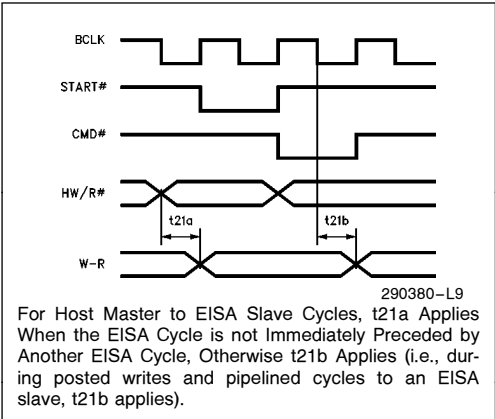 BCLK
START#
CMD#
HW/R#
t21a
t21b
W-R
290380-L9
For Host Master to EISA Slave Cycles, t21a Applies
When the EISA Cycle is not Immediately Preceded by
Another EISA Cycle, Otherwise t21b Applies (i.e., dur-
ing posted writes and pipelined cycles to an EISA
slave, t21b applies).